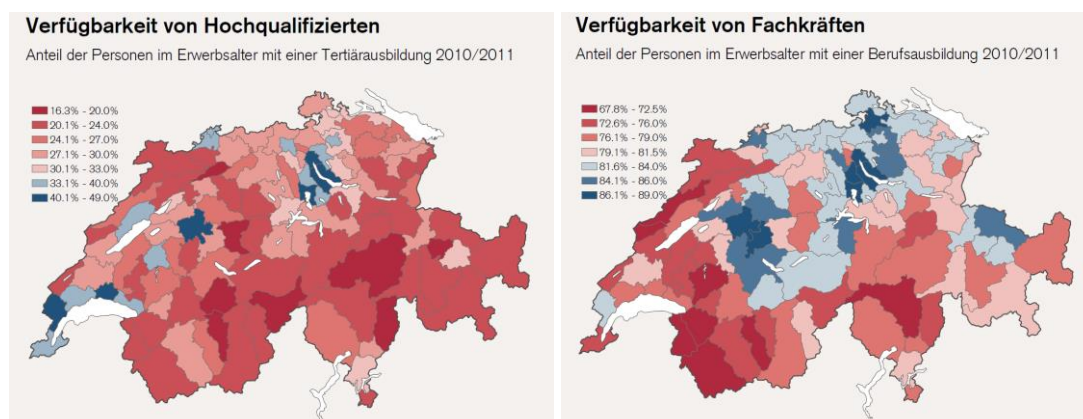 Verfügbarkeit von Hochqualifizierten
Anteil der Personen im Erwerbsalter mit einer Tertiärausbildung 2010/2011
16.3% - 20.0%
20.1% - 24.0%
24.1% - 27.0%
27.1% - 30.0%
30.1% - 33.0%
33.1% - 40.0%
40.1% - 49.0%
Verfügbarkeit von Fachkräften
Anteil der Personen im Erwerbsalter mit einer Berufsausbildung 2010/2011
67.8% - 72.5%
72.6% - 76.0%
76.1% - 79.0%
79.1% - 81.5%
81.6% - 84.0%
84.1% - 86.0%
86.1% - 89.0%